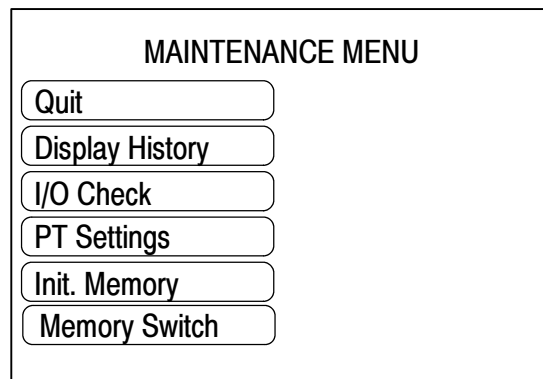 MAINTENANCE MENU
Quit
Display History
I/O Check
PT Settings
Init. Memory
Memory Switch